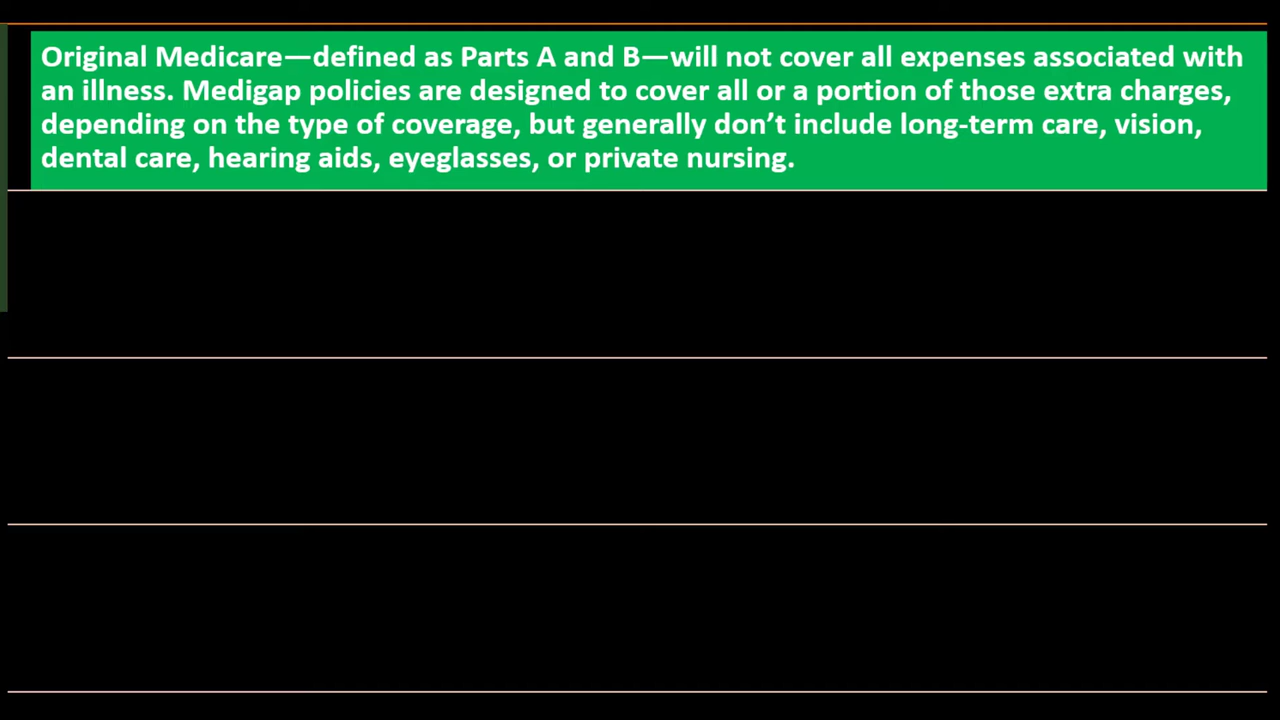 Original Medicare—defined as Parts A and B—will not cover all expenses associated with
an illness. Medigap policies are designed to cover all or a portion of those extra charges,
depending on the type of coverage, but generally don’t include long-term care, vision,
dental care, hearing aids, eyeglasses, or private nursing.